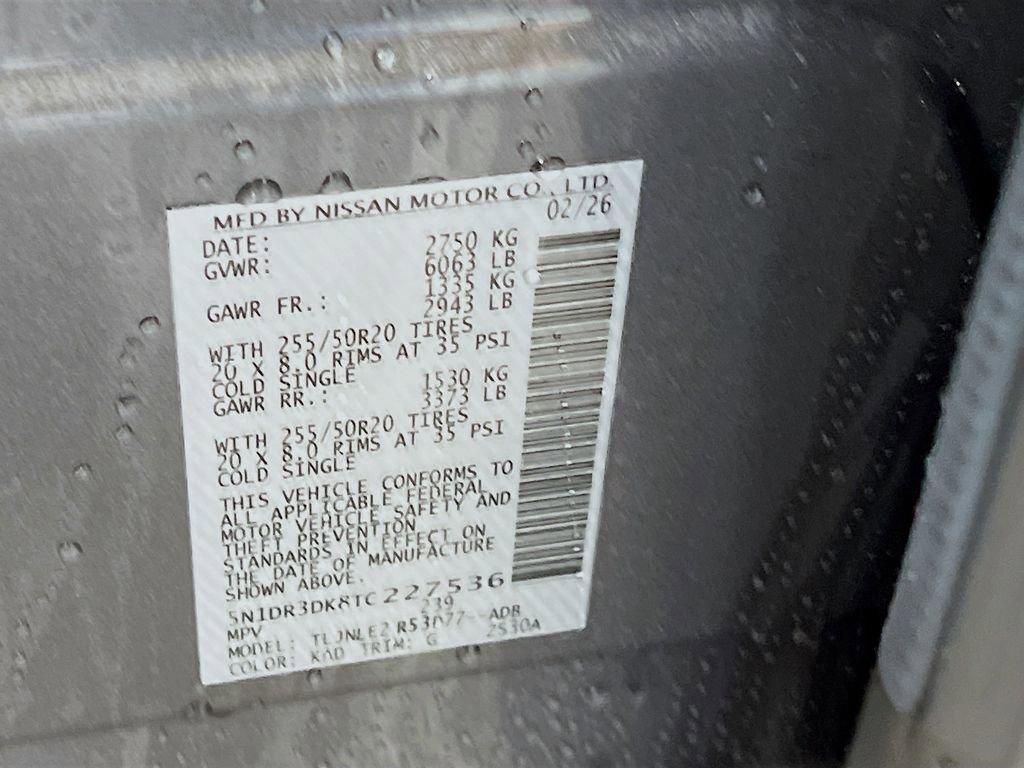 MFD BY NISSAN MOTOR CO., LTD.
DATE: 02/26
GVWR: 2750 KG
6063 LB
GAWR FR.: 1335 KG
2943 LB
WITH 255/50R20 TIRES
20 X 8.0 RIMS AT 35 PSI
COLD SINGLE
GAWR RR.: 1530 KG
3373 LB
WITH 255/50R20 TIRES
20 X 8.0 RIMS AT 35 PSI
COLD SINGLE
THIS VEHICLE CONFORMS TO
ALL APPLICABLE FEDERAL
MOTOR VEHICLE SAFETY AND
THEFT PREVENTION
STANDARDS IN EFFECT ON
THE DATE OF MANUFACTURE
SHOWN ABOVE.
5N1DR3DK8TC227536
MPV 239
MODEL:
COLOR: KAD TRIM: G